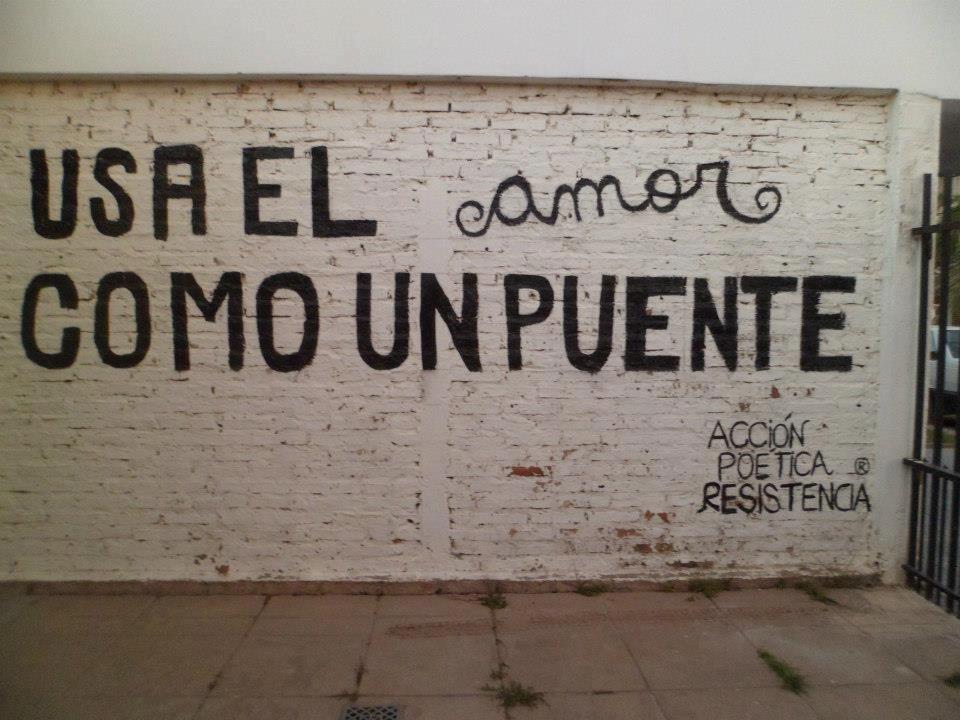 USA EL amor
COMO UN PUENTE
ACCIÓN
POETICA ®
RESISTENCIA